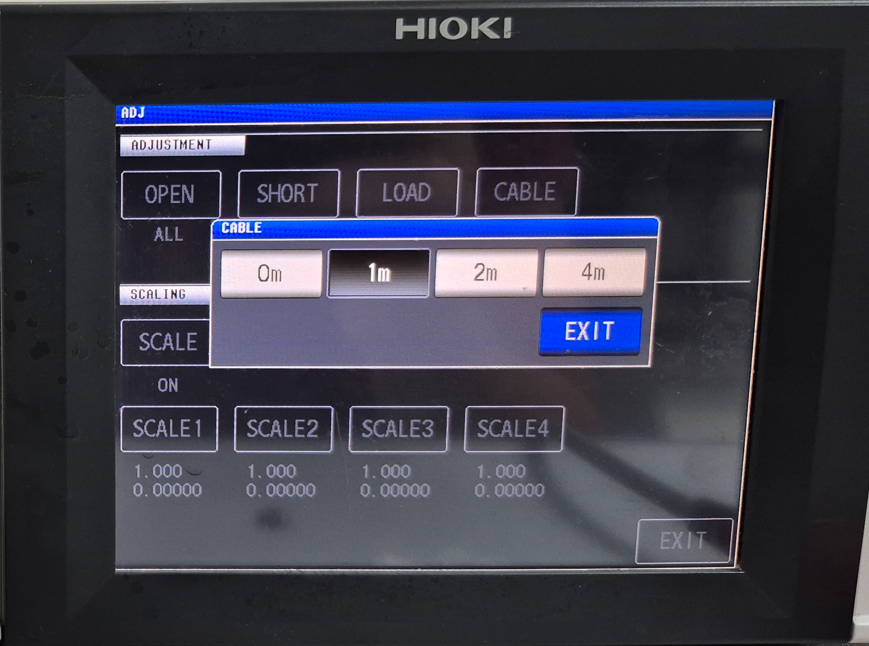 HIOKI
ADJ
ADJUSTMENT
OPEN SHORT LOAD CABLE
ALL
CABLE
0m 1m 2m 4m
EXIT
SCALING
SCALE
ON
SCALE1 SCALE2 SCALE3 SCALE4
1.000 1.000 1.000 1.000
0.00000 0.00000 0.00000 0.00000
EXIT